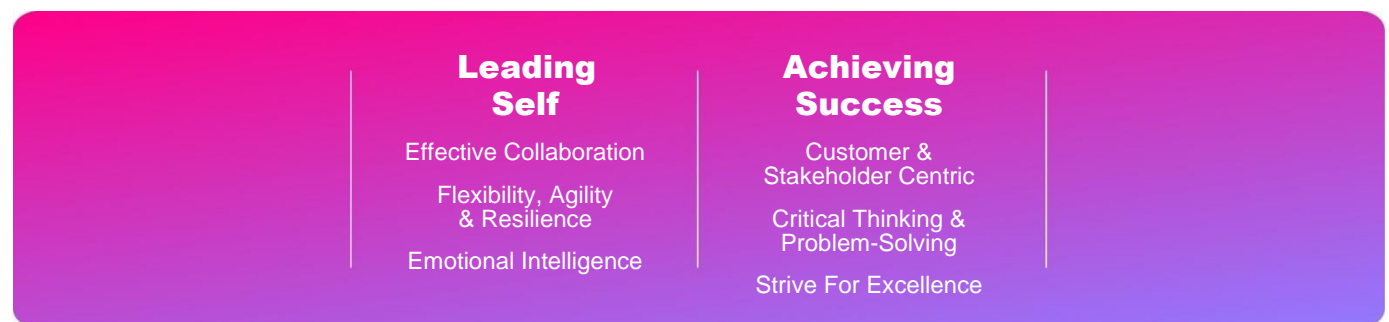 Leading
Self
Effective Collaboration
Flexibility, Agility
& Resilience
Emotional Intelligence
Achieving
Success
Customer &
Stakeholder Centric
Critical Thinking &
Problem-Solving
Strive For Excellence